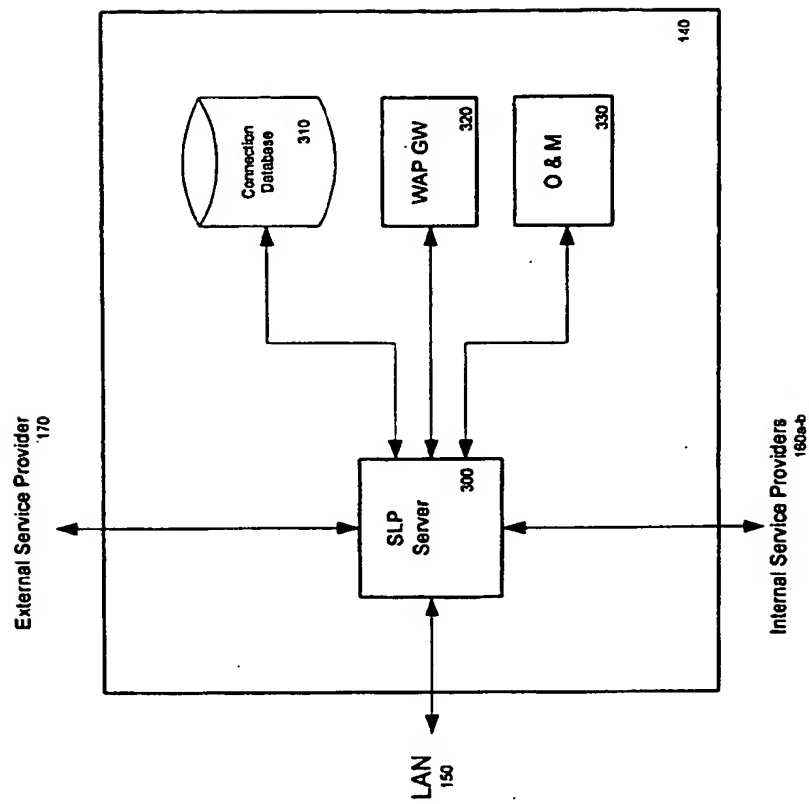 External Service Provider
170
140
Connection
Database
310
WAP GW
320
O & M
330
SLP
Server
300
LAN
150
Internal Service Providers
160a-b